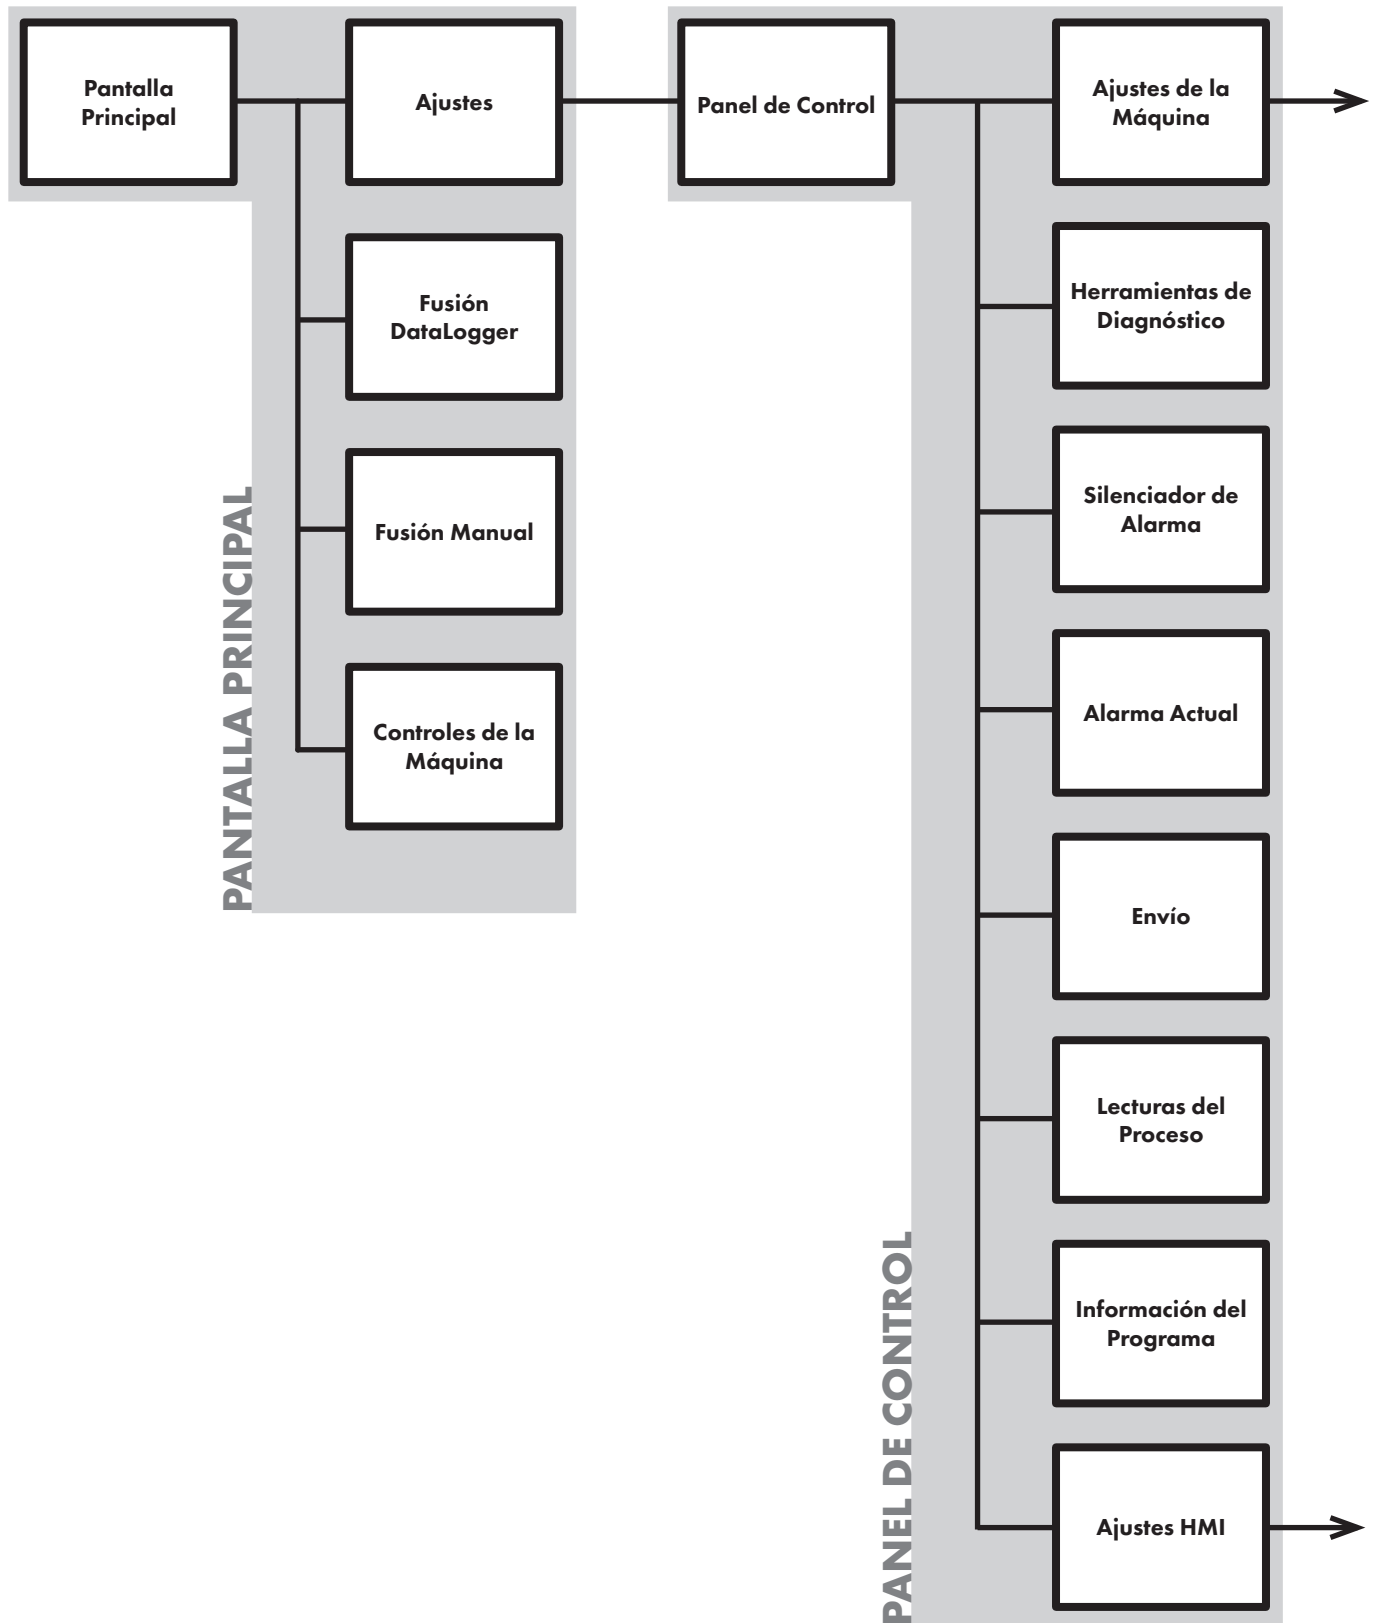 Pantalla
Principal
Ajustes
Fusión
DataLogger
Fusión Manual
Controles de la
Máquina
PANTALLA PRINCIPAL
Panel de Control
Ajustes de la
Máquina
Herramientas de
Diagnóstico
Silenciador de
Alarma
Alarma Actual
Envío
Lecturas del
Proceso
Información del
Programa
Ajustes HMI
PANEL DE CONTROL